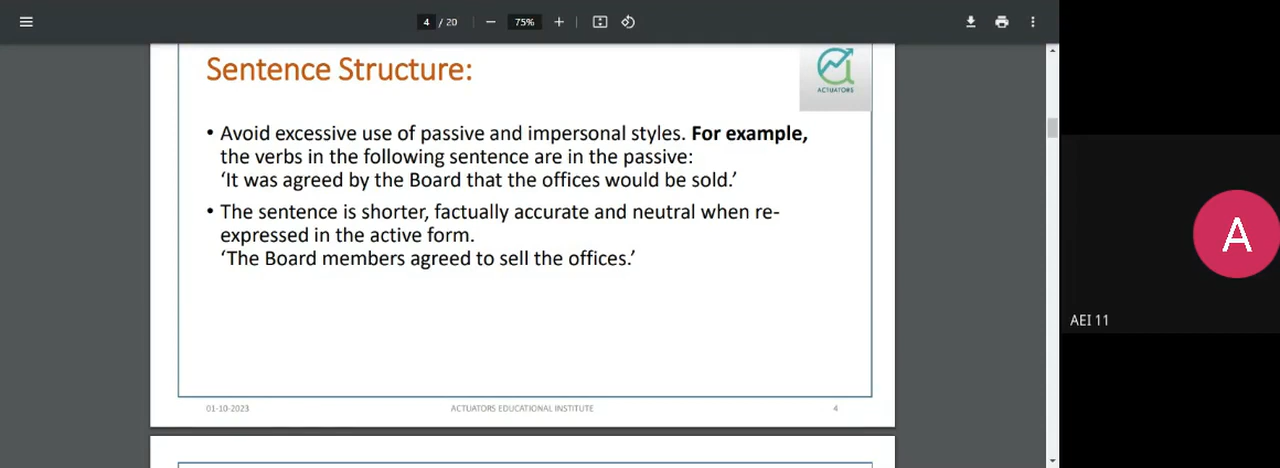 4 / 20 75%
Sentence Structure:
ACTUATORS
• Avoid excessive use of passive and impersonal styles. For example,
the verbs in the following sentence are in the passive:
‘It was agreed by the Board that the offices would be sold.’
• The sentence is shorter, factually accurate and neutral when re-
expressed in the active form.
‘The Board members agreed to sell the offices.’
A
AEI 11
01-10-2023 ACTUATORS EDUCATIONAL INSTITUTE 4